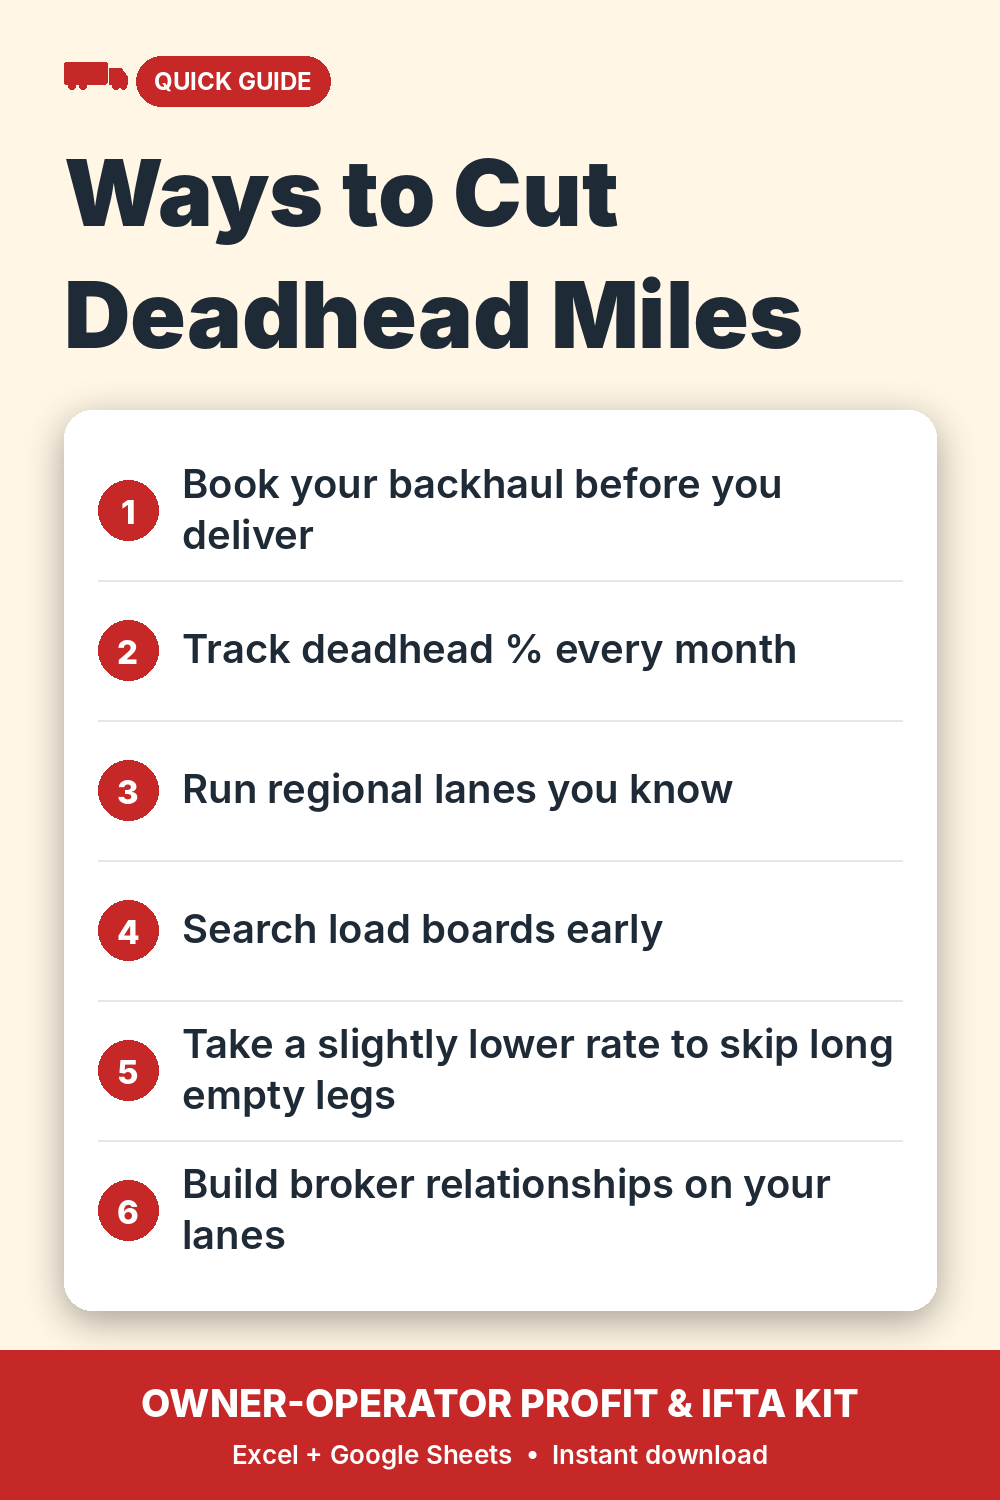 QUICK GUIDE
Ways to Cut
Deadhead Miles
1 Book your backhaul before you
deliver
2 Track deadhead % every month
3 Run regional lanes you know
4 Search load boards early
5 Take a slightly lower rate to skip long
empty legs
6 Build broker relationships on your
lanes
OWNER-OPERATOR PROFIT & IFTA KIT
Excel + Google Sheets • Instant download